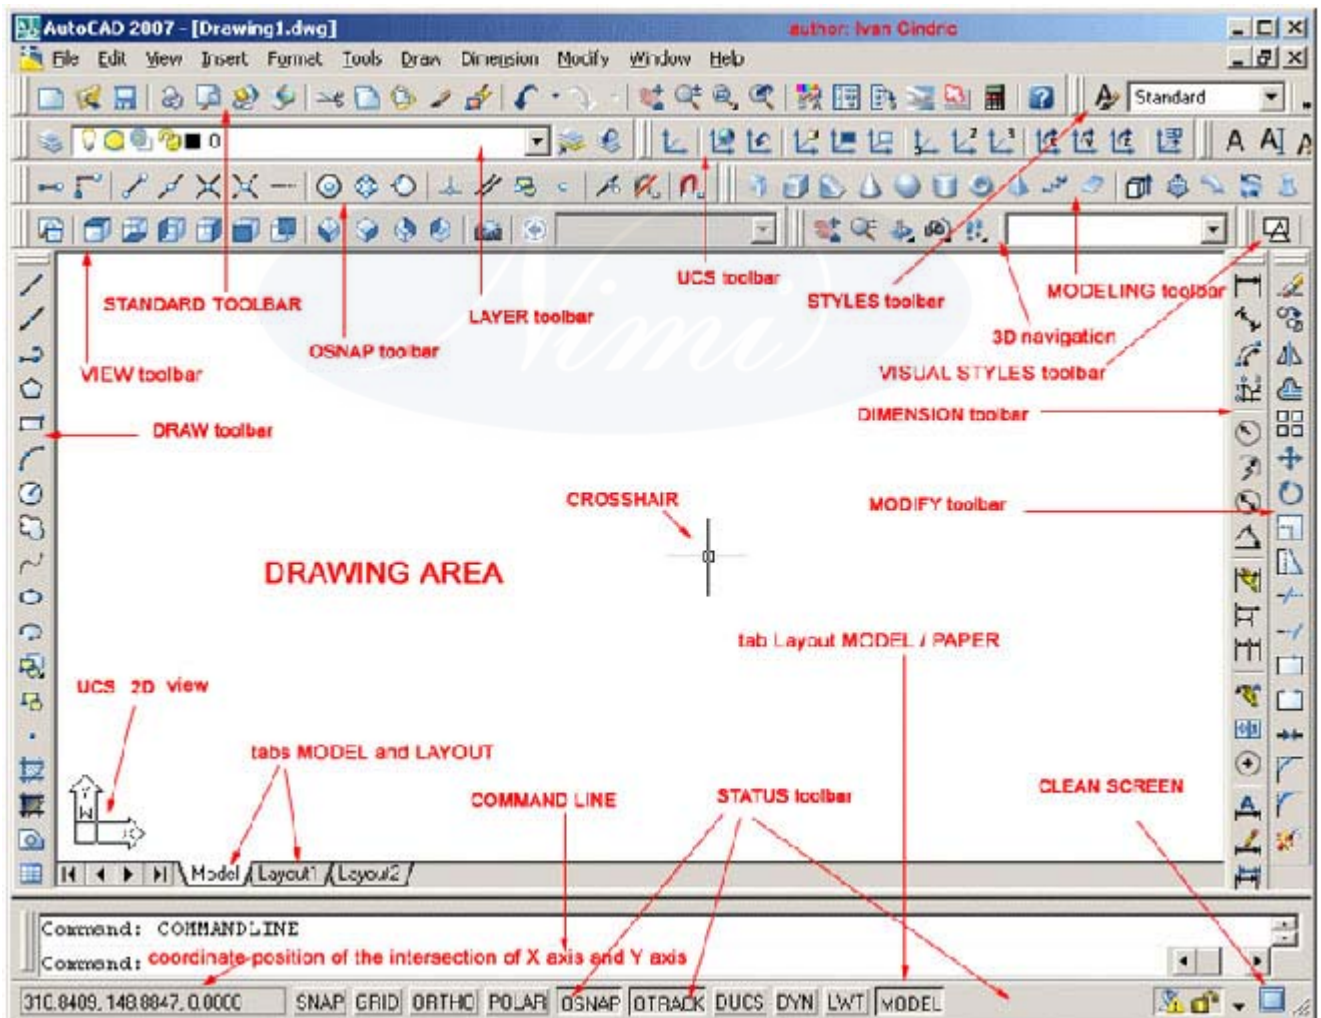 AutoCAD 2007 - [Drawing1.dwg]
author: Ivan Cindric
File Edit View Insert Format Tools Draw Dimension Modify Window Help
Standard
0
A AI A
STANDARD TOOLBAR
LAYER toolbar
UCS toolbar
STYLES toolbar
MODELING toolbar
OSNAP toolbar
3D navigation
VIEW toolbar
VISUAL STYLES toolbar
Nimi
DRAW toolbar
DIMENSION toolbar
CROSSHAIR
MODIFY toolbar
DRAWING AREA
tab Layout MODEL / PAPER
UCS 2D view
tabs MODEL and LAYOUT
COMMAND LINE
STATUS toolbar
CLEAN SCREEN
Y
W
X
Model Layout1 Layout2
Command: COMMANDLINE
Command: coordinate-position of the intersection of X axis and Y axis
310.8409, 148.8847, 0.0000 SNAP GRID ORTHO POLAR OSNAP OTRACK DUCS DYN LWT MODEL